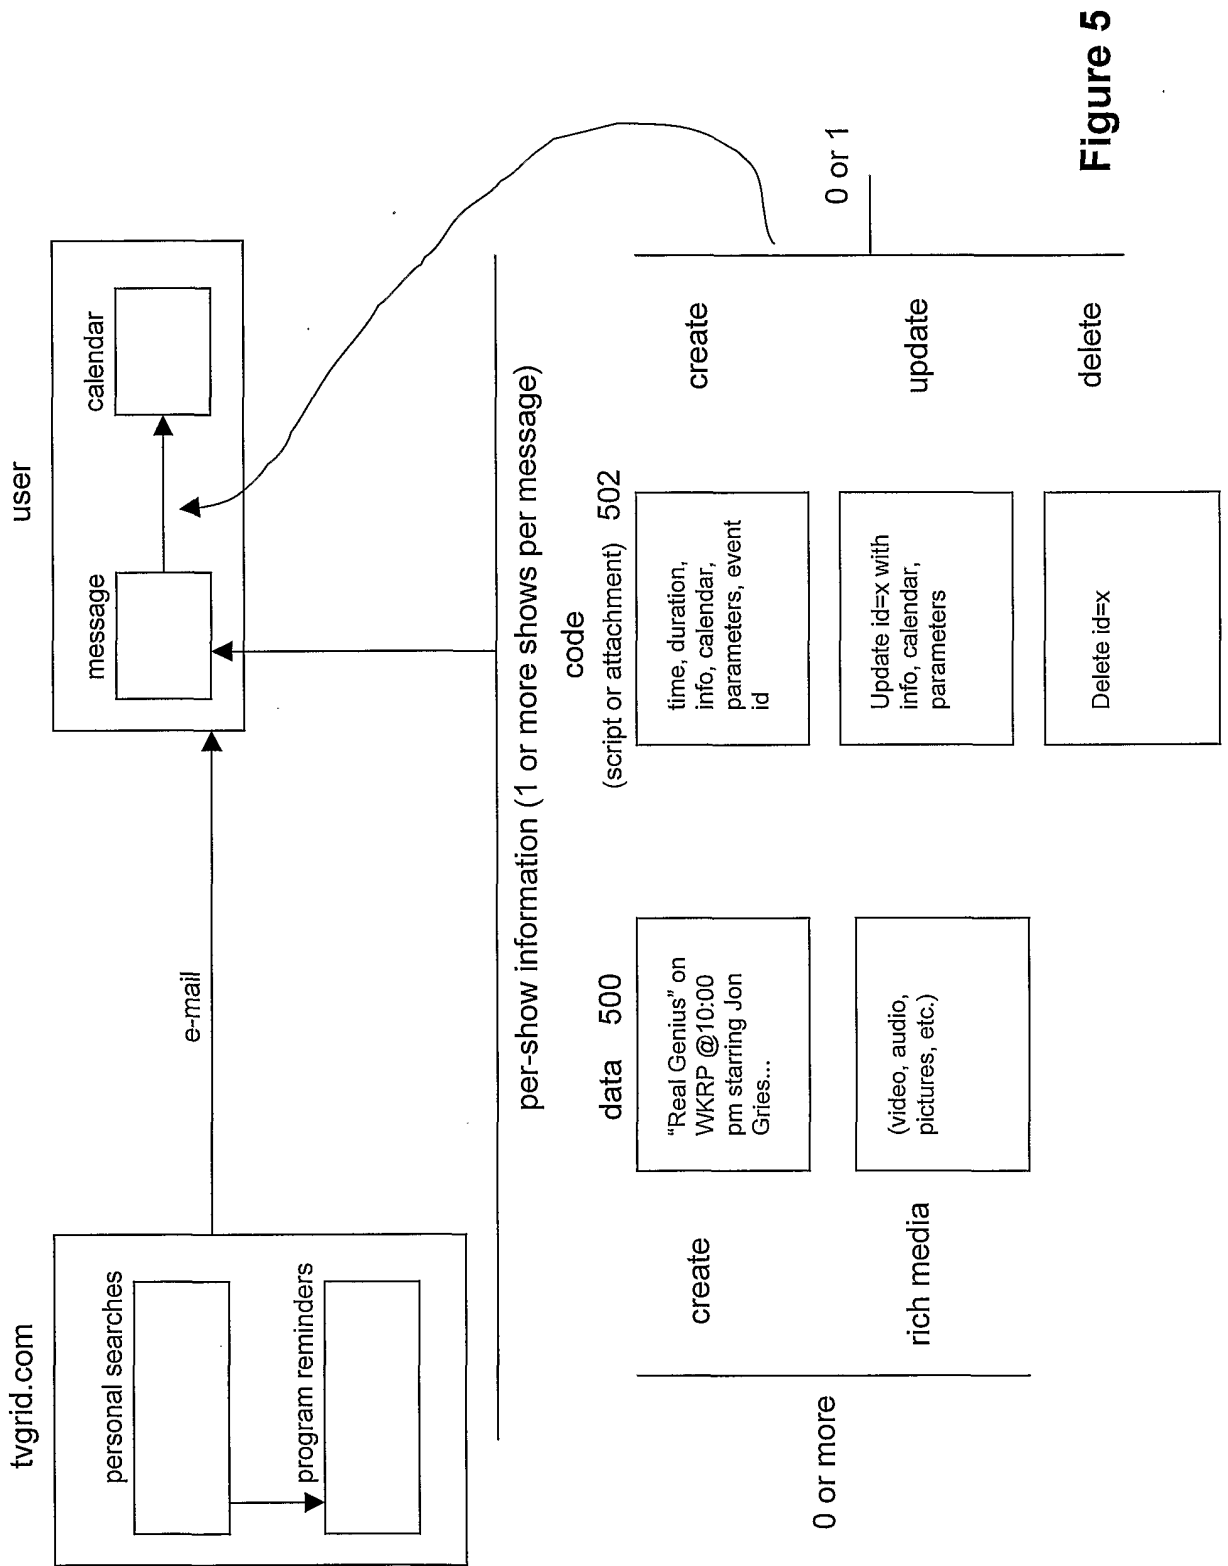 tvgrid.com
personal searches
program reminders
e-mail
user
message
calendar
per-show information (1 or more shows per message)
data 500
code
(script or attachment) 502
0 or more
create
“Real Genius” on
WKRP @10:00
pm starring Jon
Gries...
rich media
(video, audio,
pictures, etc.)
time, duration,
info, calendar,
parameters, event
id
create
Update id=x with
info, calendar,
parameters
update
Delete id=x
delete
0 or 1
Figure 5